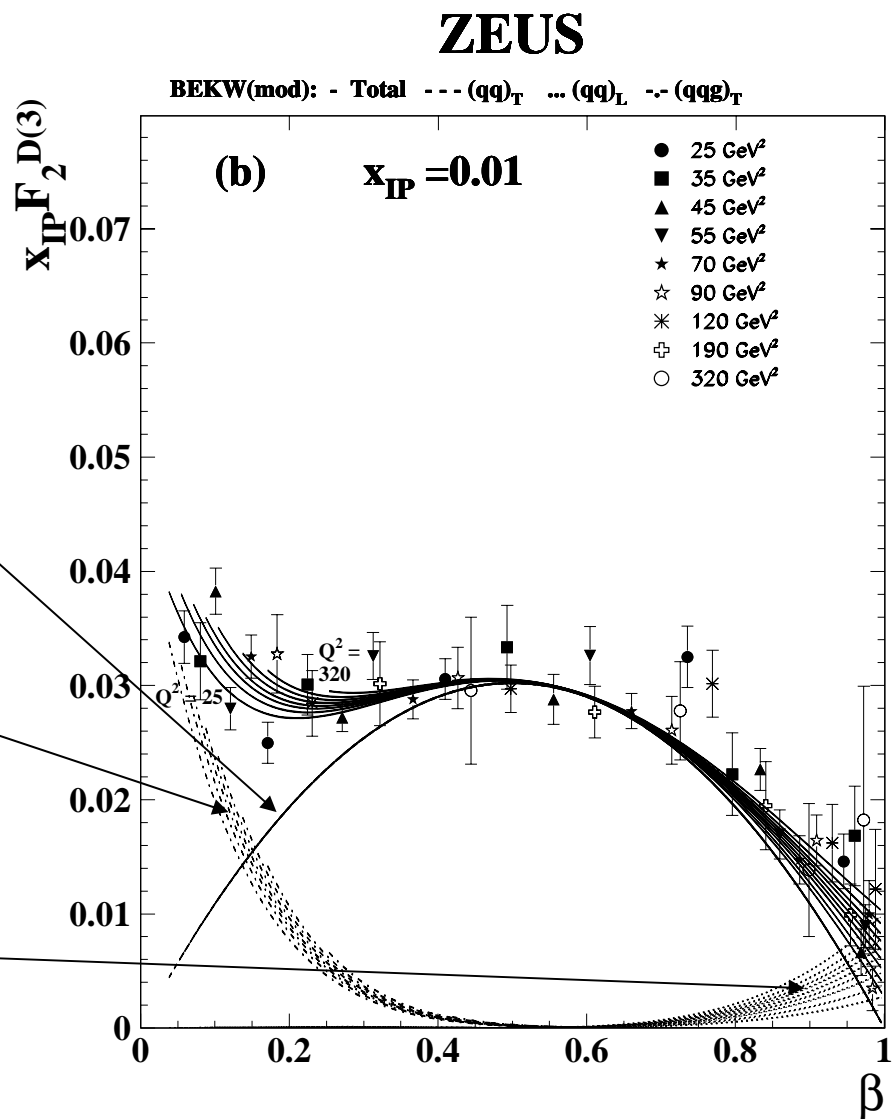 ZEUS
BEKW(mod): - Total - - - (qq)T ... (qq)L -.- (qqg)T
xIPF2D(3)
(b) xIP =0.01
25 GeV²
35 GeV²
45 GeV²
55 GeV²
70 GeV²
90 GeV²
120 GeV²
190 GeV²
320 GeV²
0.07
0.06
0.05
0.04
0.03
0.02
0.01
0
Q² =
320
Q² = 25
0 0.2 0.4 0.6 0.8 1
β